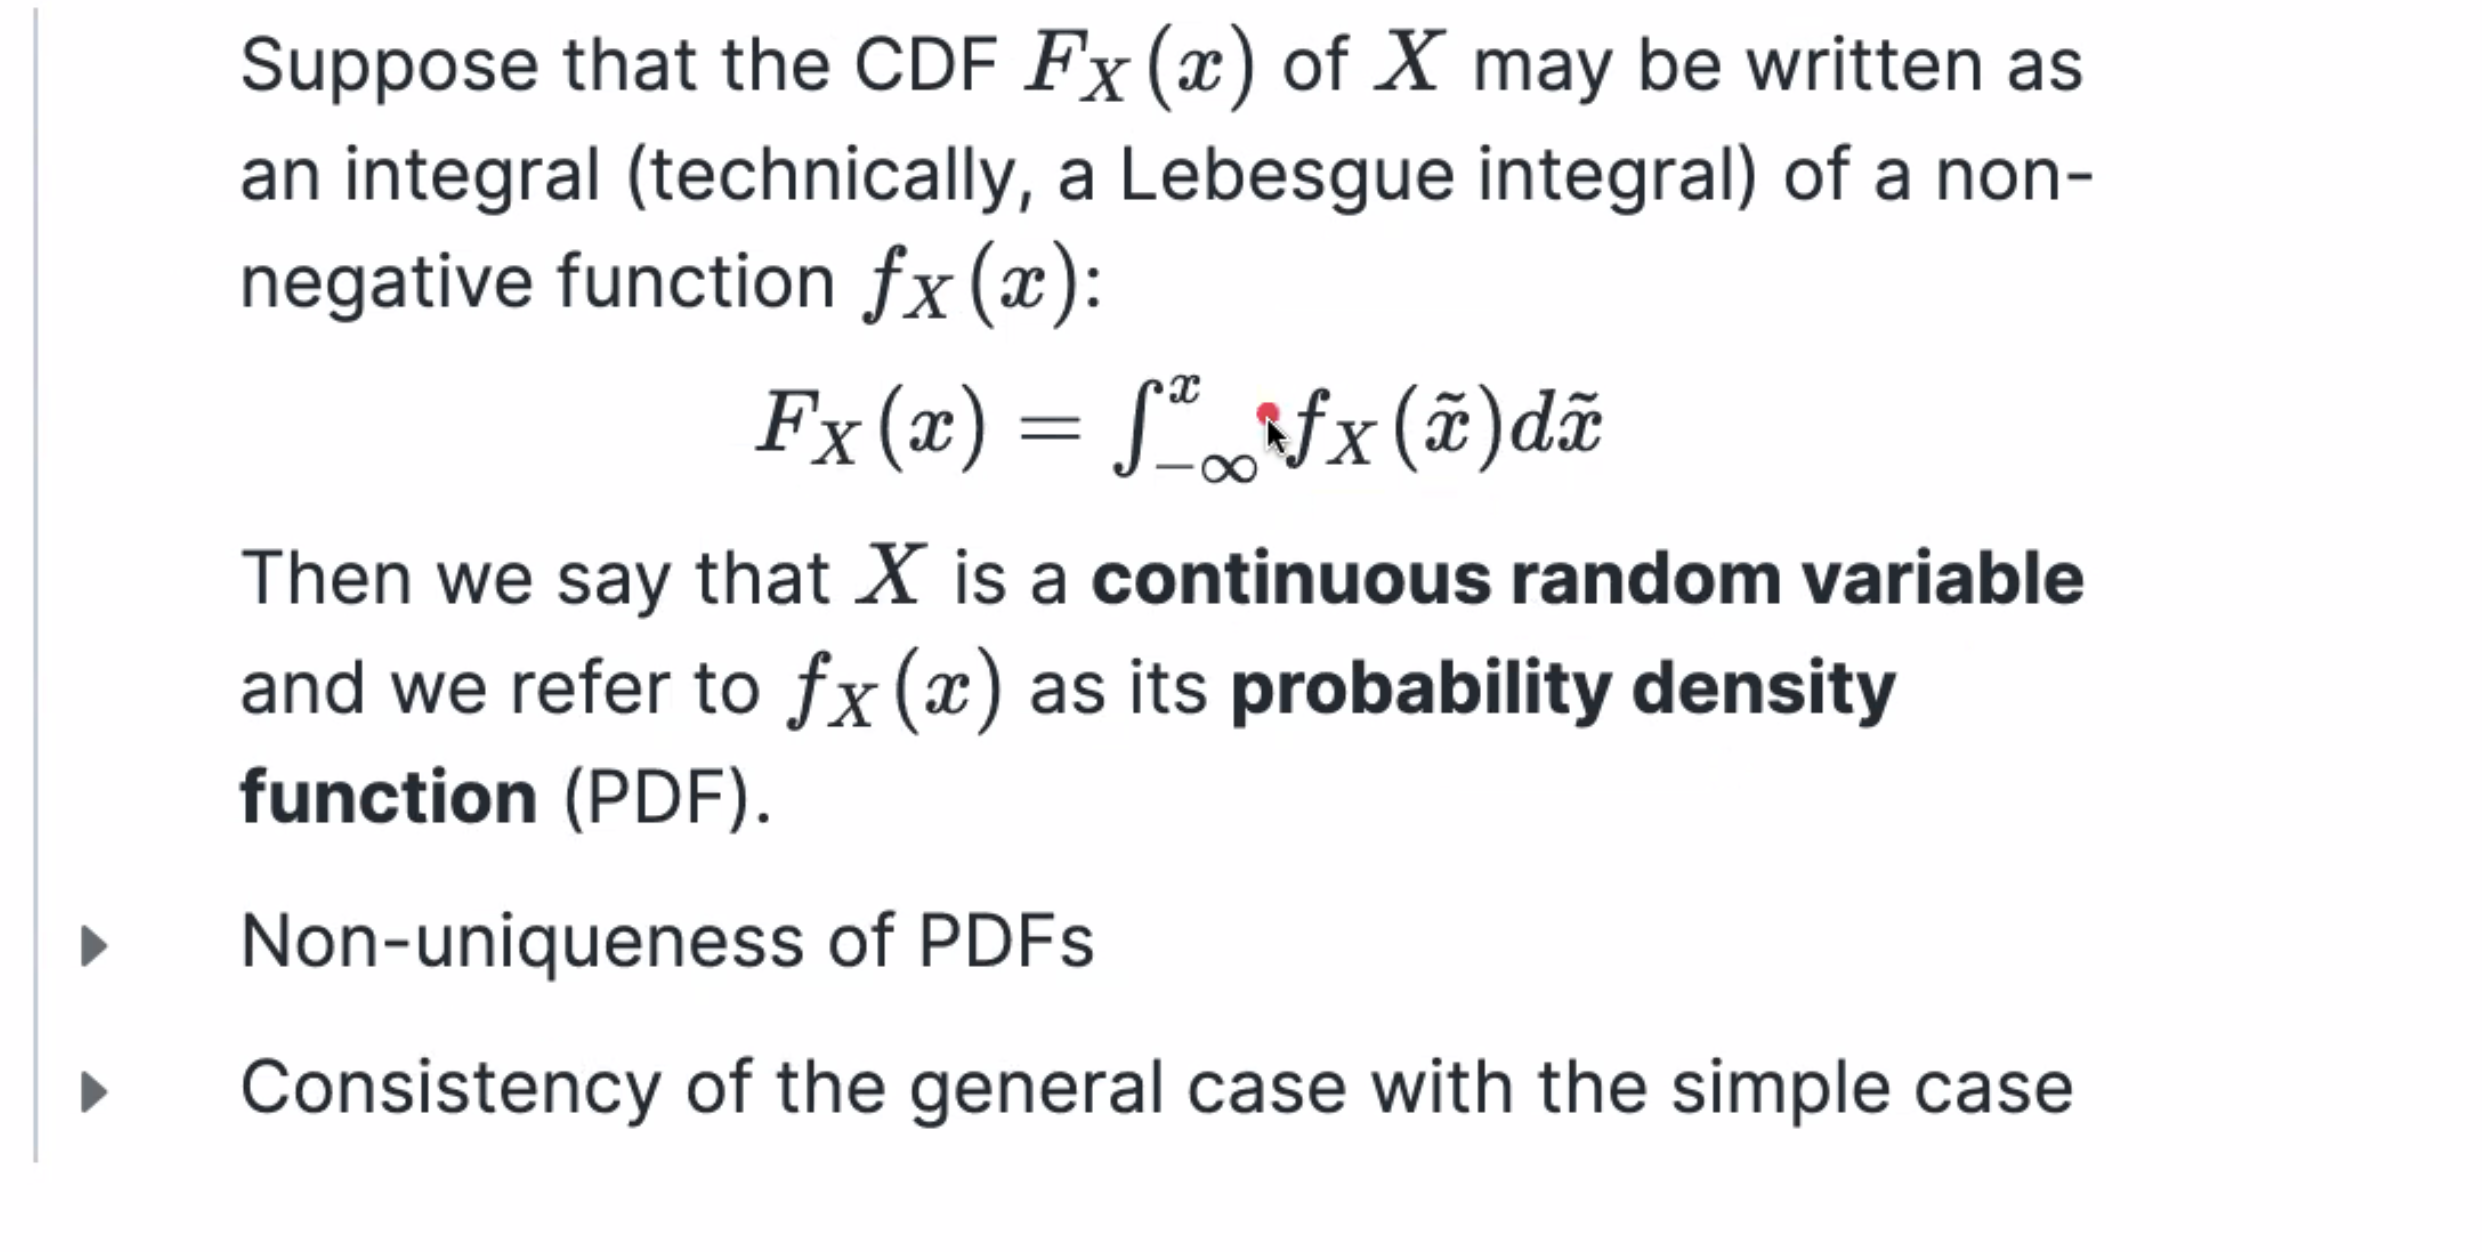 Suppose that the CDF $F_X(x)$ of $X$ may be written as
an integral (technically, a Lebesgue integral) of a non-
negative function $f_X(x)$:
$F_X(x) = \int_{-\infty}^{x} f_X(\tilde{x})d\tilde{x}$
Then we say that $X$ is a continuous random variable
and we refer to $f_X(x)$ as its probability density
function (PDF).
Non-uniqueness of PDFs
Consistency of the general case with the simple case